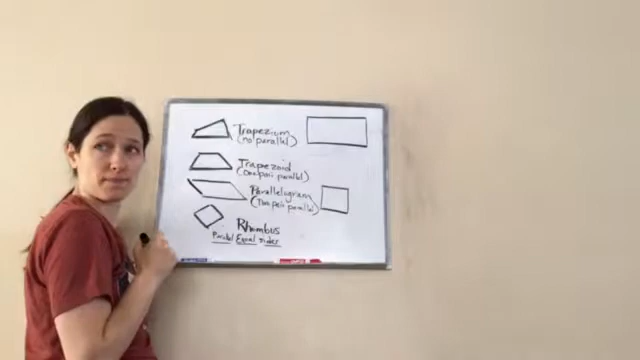 Trapezium
(no parallel)
Trapezoid
(One pair parallel)
Parallelogram
(Two pair parallel)
Rhombus
Parallel Equal sides